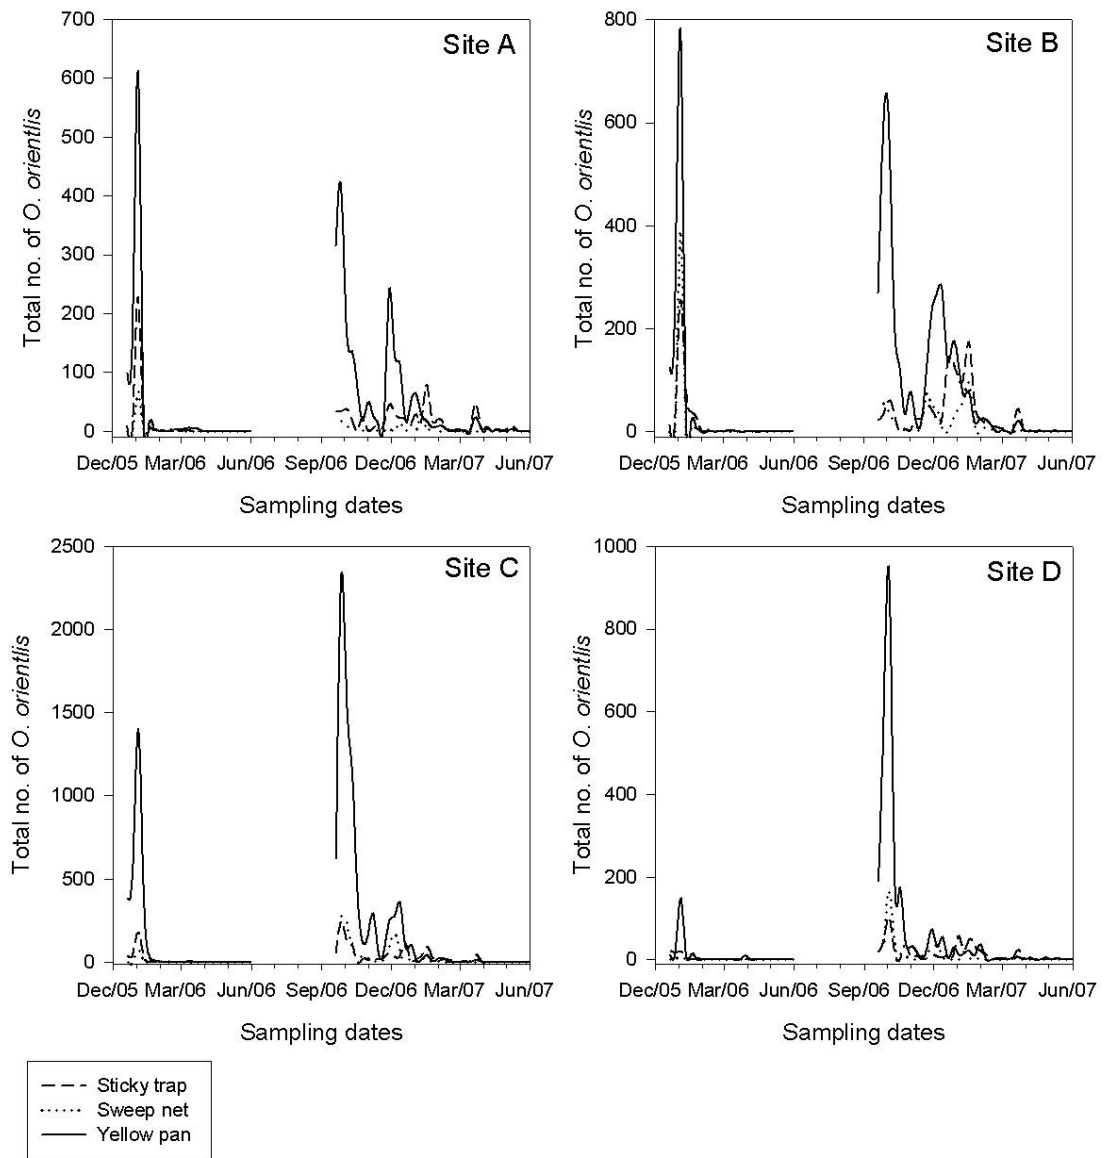 Site A
700
600
500
400
300
200
100
0
Total no. of O. orientlis
Dec/05 Mar/06 Jun/06 Sep/06 Dec/06 Mar/07 Jun/07
Sampling dates
Site B
800
600
400
200
0
Total no. of O. orientlis
Dec/05 Mar/06 Jun/06 Sep/06 Dec/06 Mar/07 Jun/07
Sampling dates
Site C
2500
2000
1500
1000
500
0
Total no. of O. orientlis
Dec/05 Mar/06 Jun/06 Sep/06 Dec/06 Mar/07 Jun/07
Sampling dates
Site D
1000
800
600
400
200
0
Total no. of O. orientlis
Dec/05 Mar/06 Jun/06 Sep/06 Dec/06 Mar/07 Jun/07
Sampling dates
Sticky trap
Sweep net
Yellow pan